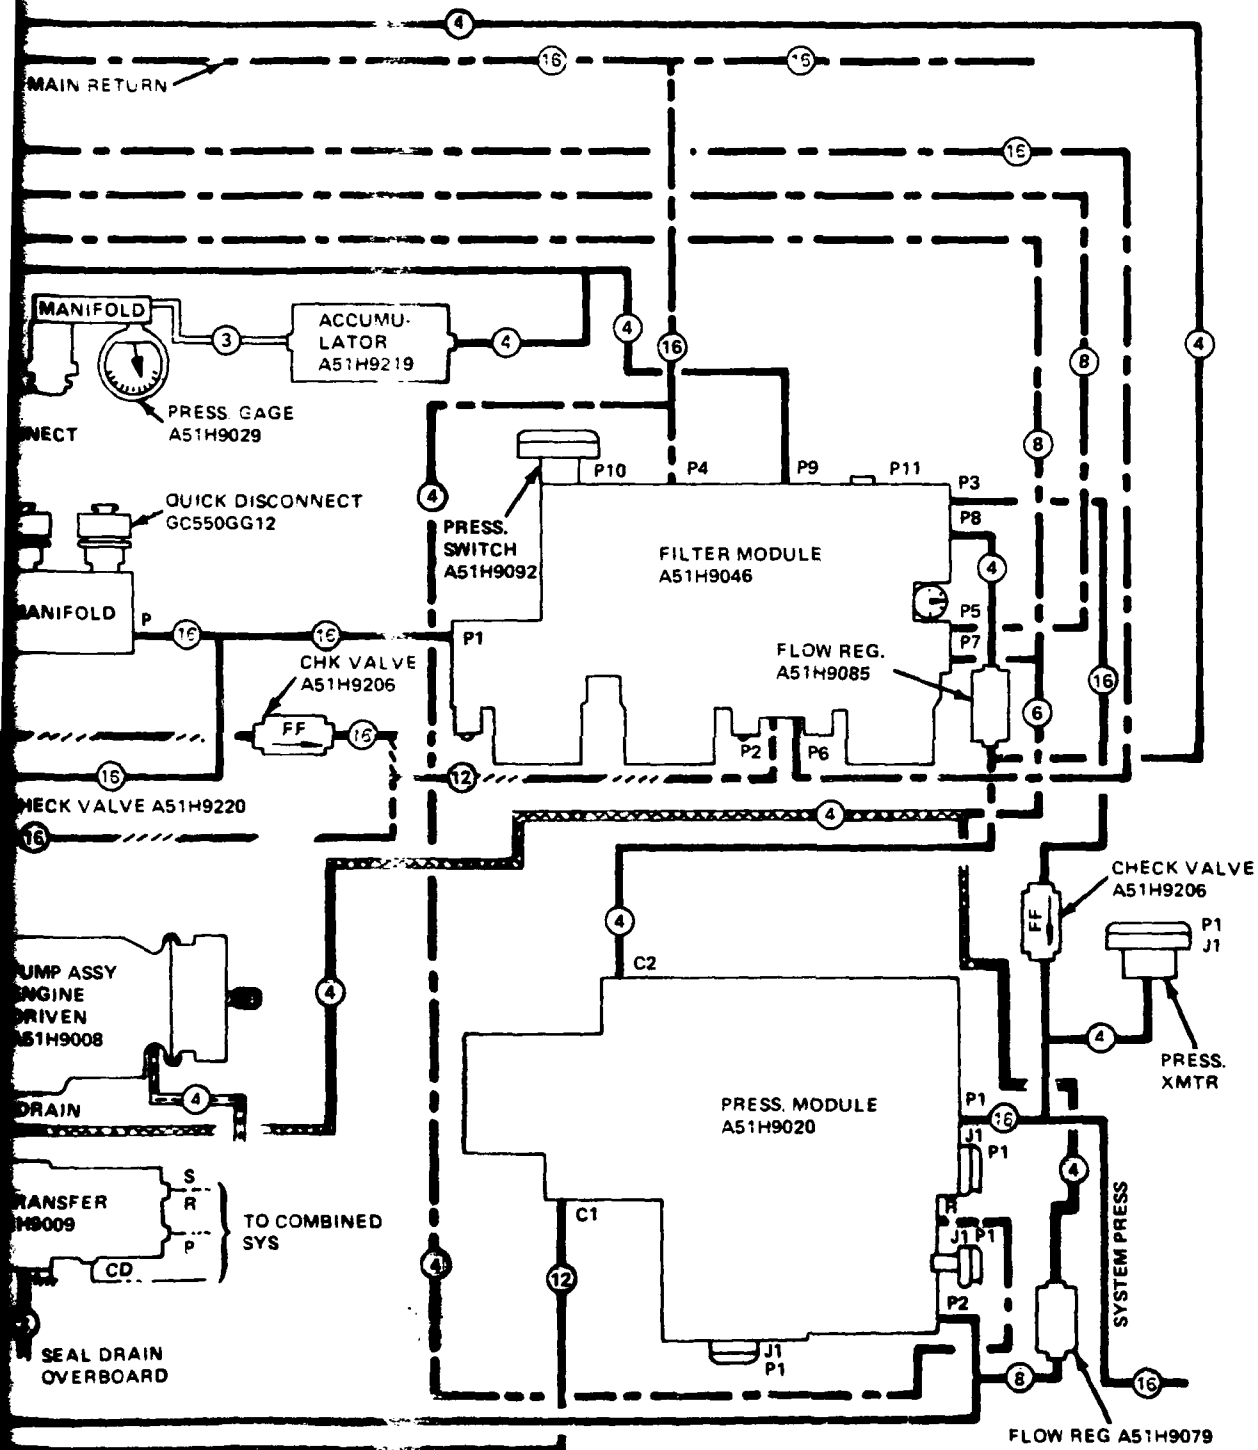 4
16
16
MAIN RETURN
16
MANIFOLD
3
ACCUMU-
LATOR
A51H9219
4
4
16
8
4
PRESS. GAGE
A51H9029
NECT
8
P10
P4
P9
P11
P3
P8
QUICK DISCONNECT
GC550GG12
4
PRESS.
SWITCH
A51H9092
FILTER MODULE
A51H9046
4
P5
P7
MANIFOLD
P
16
16
P1
CHK VALVE
A51H9206
FLOW REG.
A51H9085
16
6
FF
16
P2
P6
16
12
HECK VALVE A51H9220
16
4
CHECK VALVE
A51H9206
FF
P1
J1
4
C2
UMP ASSY
ENGINE
DRIVEN
A51H9008
4
4
PRESS.
XMTR
4
DRAIN
PRESS. MODULE
A51H9020
P1
16
J1
P1
4
S
R
P
RANSFER
H9009
CD
TO COMBINED
SYS
C1
R
J1 P1
4
12
P2
SYSTEM PRESS
SEAL DRAIN
OVERBOARD
J1
P1
8
16
FLOW REG A51H9079